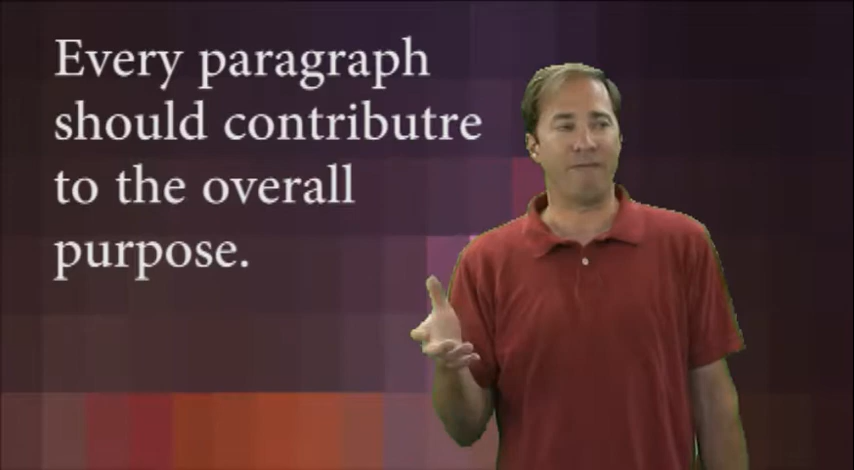 Every paragraph
should contributre
to the overall
purpose.